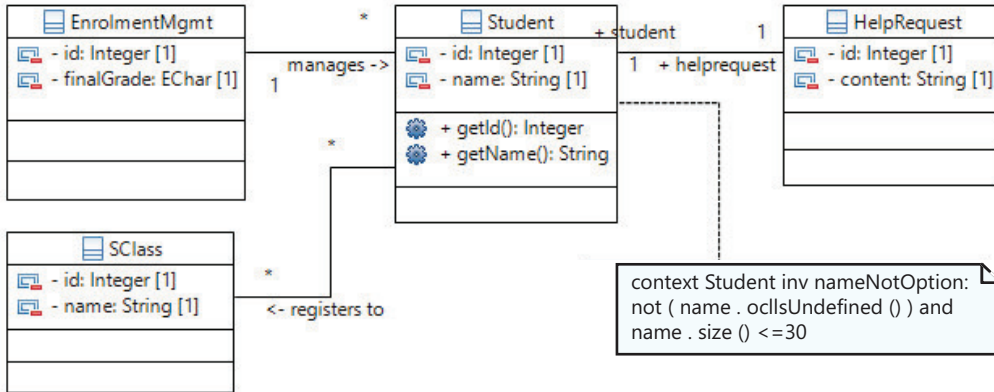 EnrolmentMgmt
- id: Integer [1]
- finalGrade: EChar [1]
*
manages ->
1
Student
- id: Integer [1]
- name: String [1]
+ getId(): Integer
+ getName(): String
+ student
1
1
+ helprequest
HelpRequest
- id: Integer [1]
- content: String [1]
*
SClass
- id: Integer [1]
- name: String [1]
*
<- registers to
context Student inv nameNotOption:
not ( name . ocllsUndefined () ) and
name . size () <=30